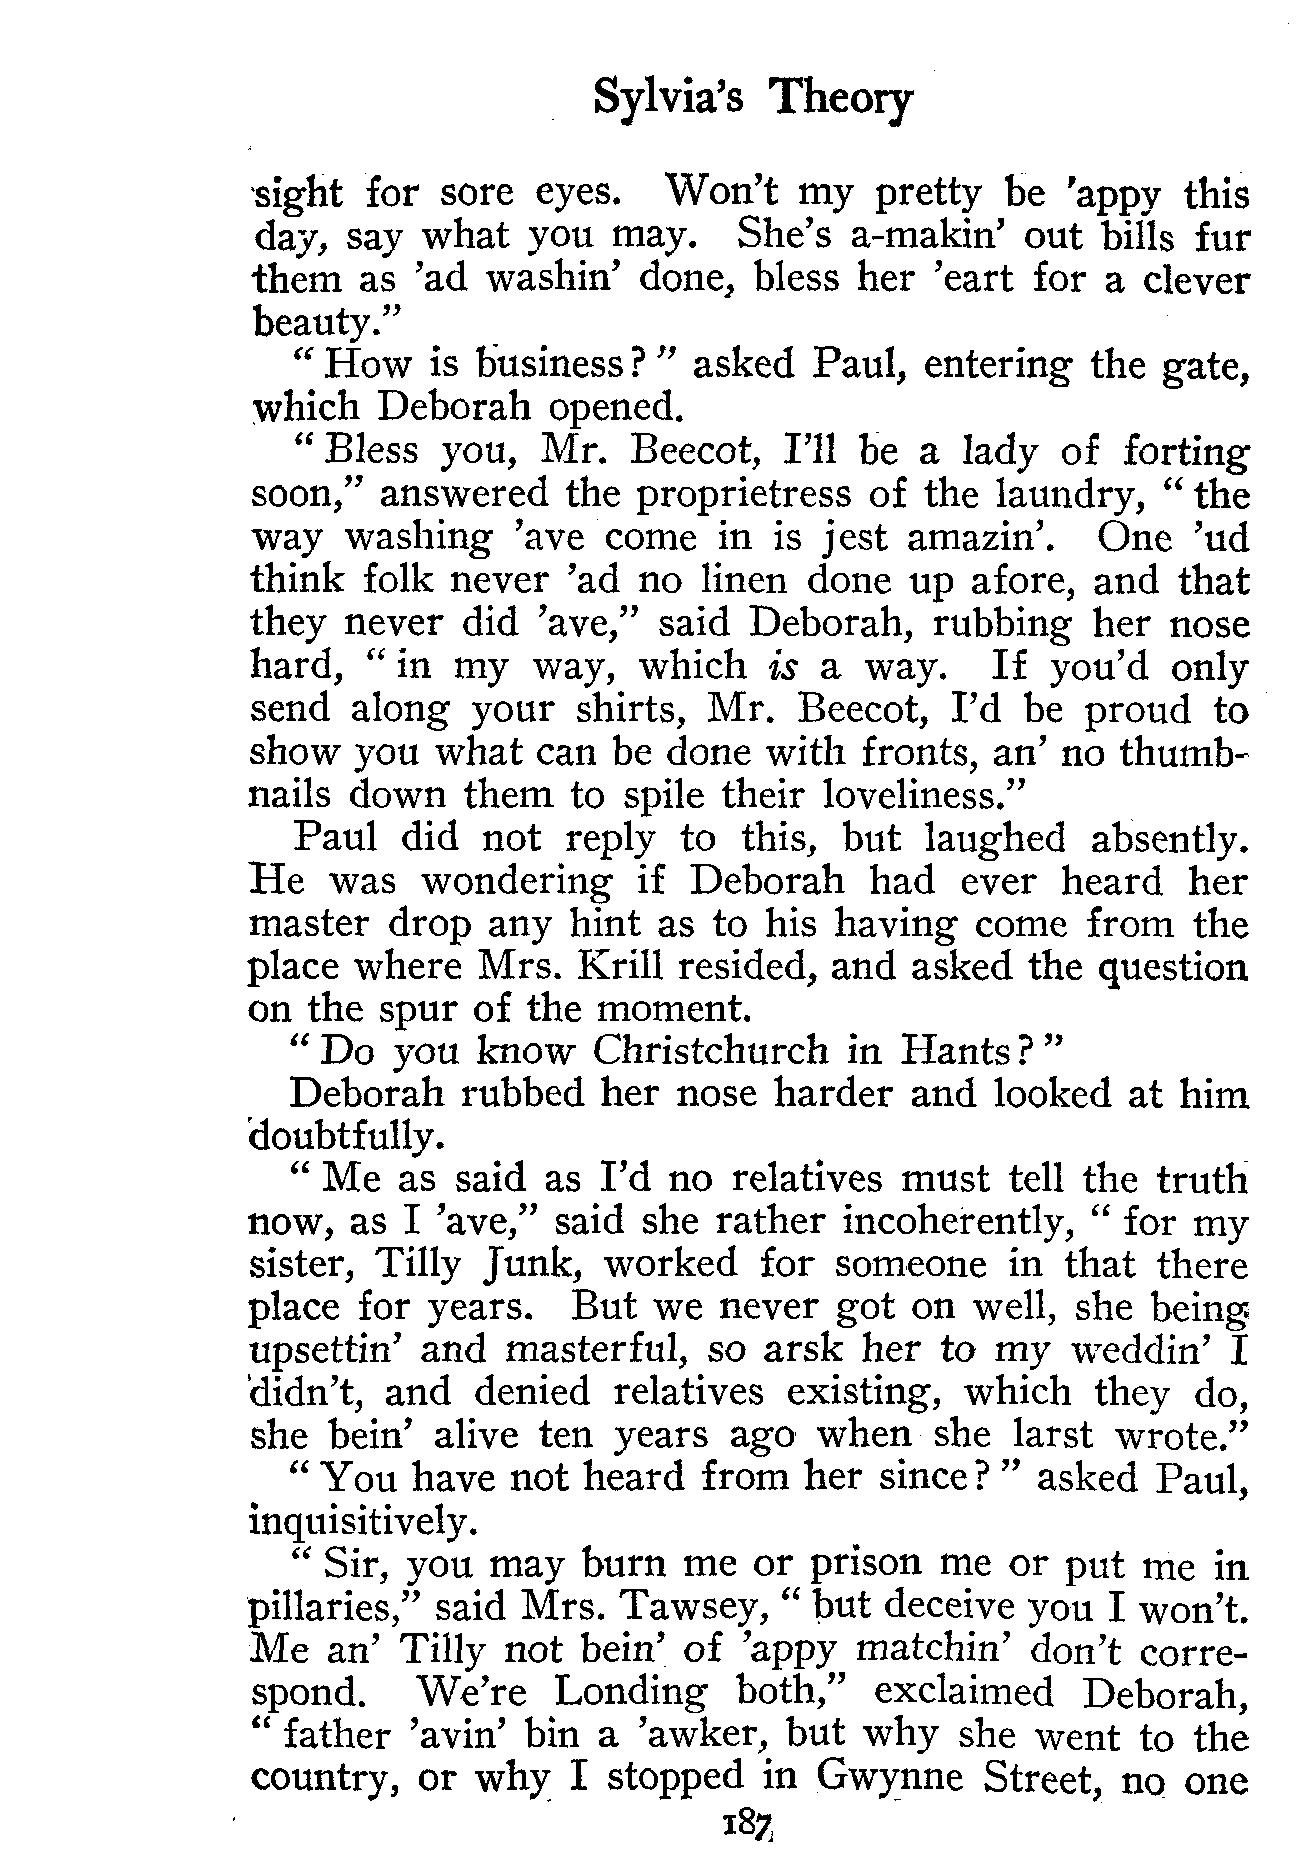 Sylvia's Theory
sight for sore eyes. Won't my pretty be 'appy this
day, say what you may. She's a-makin' out bills fur
them as 'ad washin' done, bless her 'eart for a clever
beauty."
"How is business?" asked Paul, entering the gate,
which Deborah opened.
"Bless you, Mr. Beecot, I'll be a lady of forting
soon," answered the proprietress of the laundry, "the
way washing 'ave come in is jest amazin'. One 'ud
think folk never 'ad no linen done up afore, and that
they never did 'ave," said Deborah, rubbing her nose
hard, "in my way, which is a way. If you'd only
send along your shirts, Mr. Beecot, I'd be proud to
show you what can be done with fronts, an' no thumb-
nails down them to spile their loveliness."
Paul did not reply to this, but laughed absently.
He was wondering if Deborah had ever heard her
master drop any hint as to his having come from the
place where Mrs. Krill resided, and asked the question
on the spur of the moment.
"Do you know Christchurch in Hants?"
Deborah rubbed her nose harder and looked at him
doubtfully.
"Me as said as I'd no relatives must tell the truth
now, as I 'ave," said she rather incoherently, "for my
sister, Tilly Junk, worked for someone in that there
place for years. But we never got on well, she being
upsettin' and masterful, so arsk her to my weddin' I
didn't, and denied relatives existing, which they do,
she bein' alive ten years ago when she larst wrote."
"You have not heard from her since?" asked Paul,
inquisitively.
"Sir, you may burn me or prison me or put me in
pillaries," said Mrs. Tawsey, "but deceive you I won't.
Me an' Tilly not bein' of 'appy matchin' don't corre-
spond. We're Londing both," exclaimed Deborah,
"father 'avin' bin a 'awker, but why she went to the
country, or why I stopped in Gwynne Street, no one
187